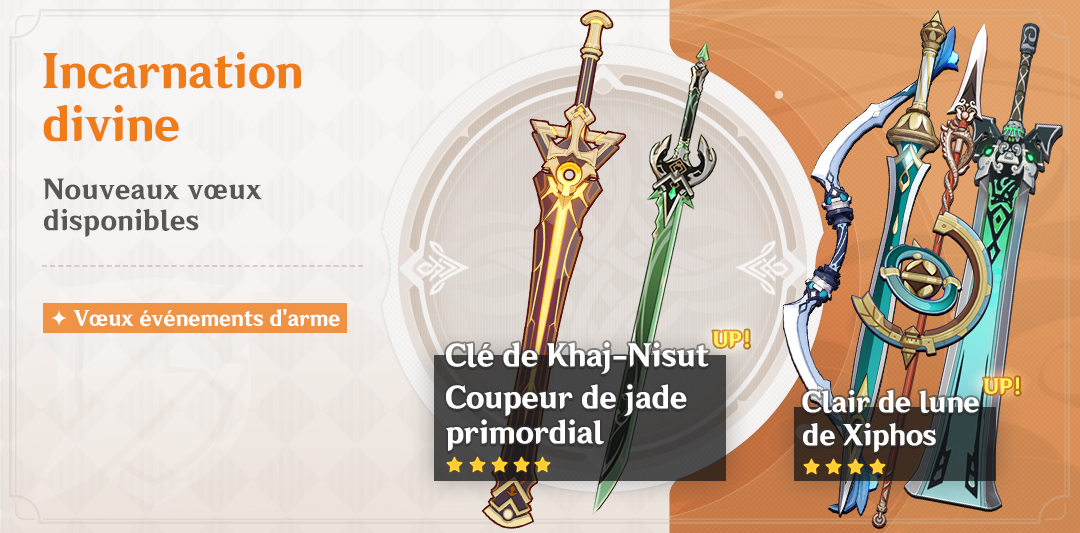 Incarnation
divine
Nouveaux vœux
disponibles
✦ Vœux événements d'arme
UP!
Clé de Khaj-Nisut
Coupeur de jade
primordial
★★★★★
UP!
Clair de lune
de Xiphos
★★★★